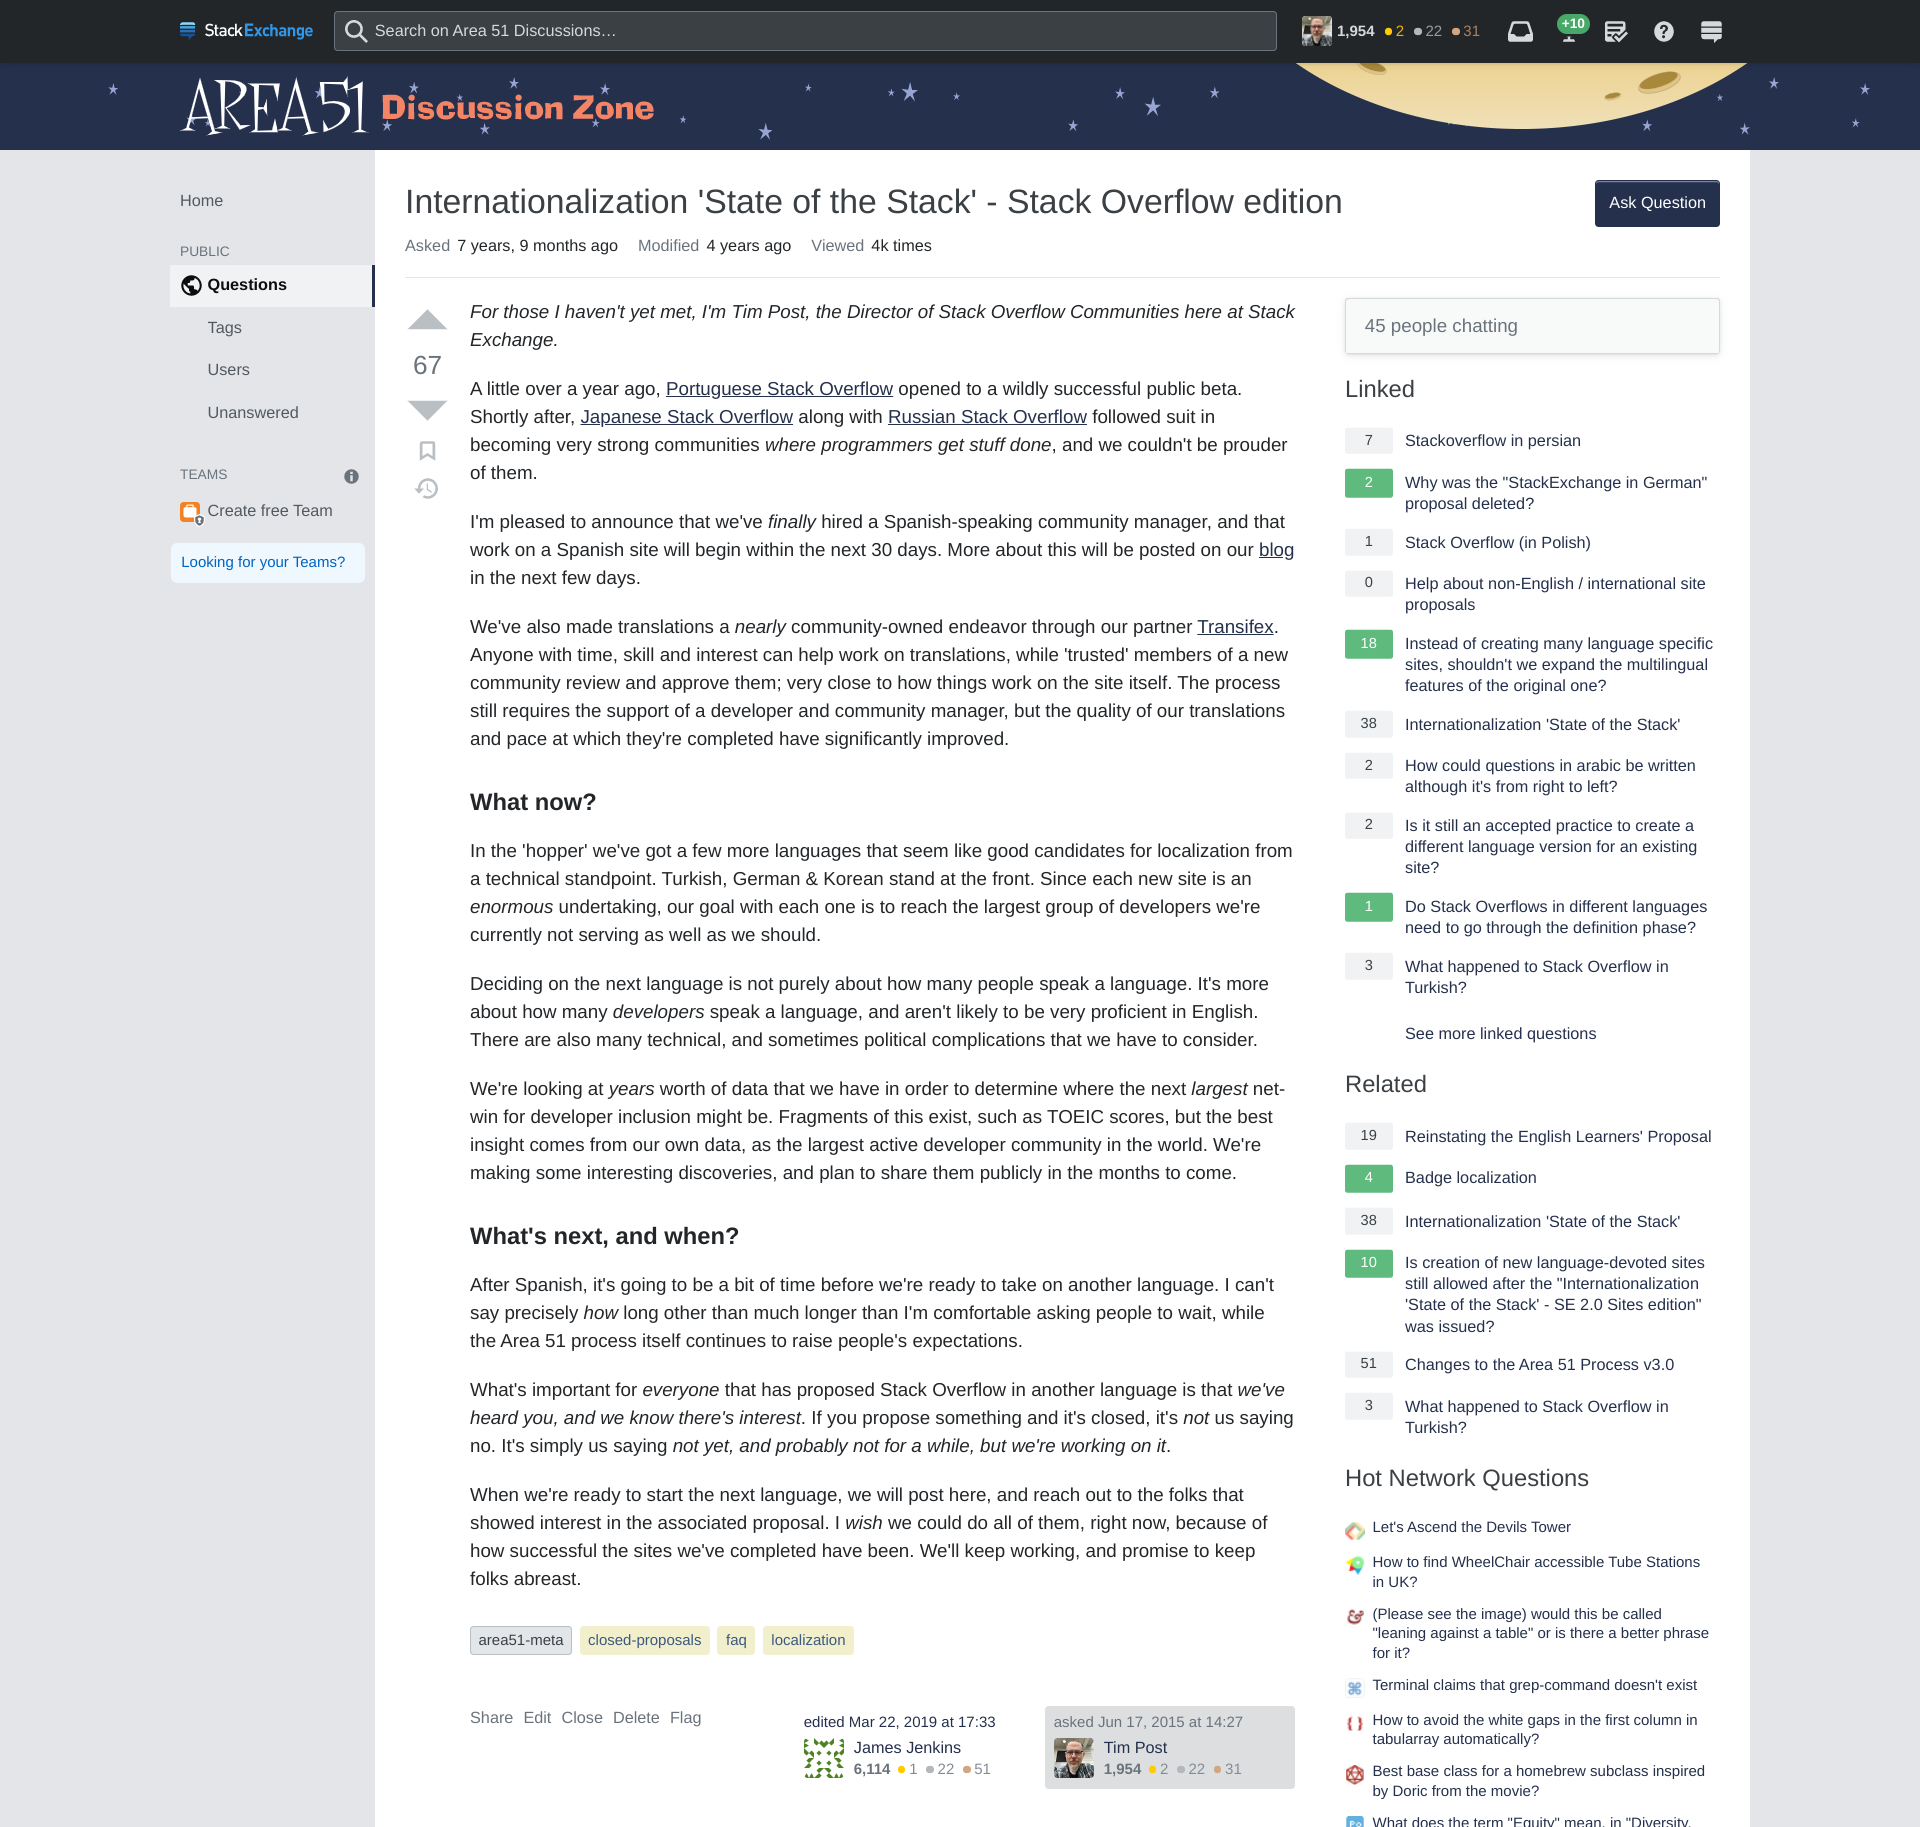 StackExchange
Search on Area 51 Discussions…
1,954 2 22 31
+10
AREA51 Discussion Zone
Home
PUBLIC
Questions
Tags
Users
Unanswered
TEAMS
Create free Team
Looking for your Teams?
Internationalization 'State of the Stack' - Stack Overflow edition
Ask Question
Asked 7 years, 9 months ago Modified 4 years ago Viewed 4k times
67
For those I haven't yet met, I'm Tim Post, the Director of Stack Overflow Communities here at Stack
Exchange.
A little over a year ago, Portuguese Stack Overflow opened to a wildly successful public beta.
Shortly after, Japanese Stack Overflow along with Russian Stack Overflow followed suit in
becoming very strong communities where programmers get stuff done, and we couldn't be prouder
of them.
I'm pleased to announce that we've finally hired a Spanish-speaking community manager, and that
work on a Spanish site will begin within the next 30 days. More about this will be posted on our blog
in the next few days.
We've also made translations a nearly community-owned endeavor through our partner Transifex.
Anyone with time, skill and interest can help work on translations, while 'trusted' members of a new
community review and approve them; very close to how things work on the site itself. The process
still requires the support of a developer and community manager, but the quality of our translations
and pace at which they're completed have significantly improved.
What now?
In the 'hopper' we've got a few more languages that seem like good candidates for localization from
a technical standpoint. Turkish, German & Korean stand at the front. Since each new site is an
enormous undertaking, our goal with each one is to reach the largest group of developers we're
currently not serving as well as we should.
Deciding on the next language is not purely about how many people speak a language. It's more
about how many developers speak a language, and aren't likely to be very proficient in English.
There are also many technical, and sometimes political complications that we have to consider.
We're looking at years worth of data that we have in order to determine where the next largest net-
win for developer inclusion might be. Fragments of this exist, such as TOEIC scores, but the best
insight comes from our own data, as the largest active developer community in the world. We're
making some interesting discoveries, and plan to share them publicly in the months to come.
What's next, and when?
After Spanish, it's going to be a bit of time before we're ready to take on another language. I can't
say precisely how long other than much longer than I'm comfortable asking people to wait, while
the Area 51 process itself continues to raise people's expectations.
What's important for everyone that has proposed Stack Overflow in another language is that we've
heard you, and we know there's interest. If you propose something and it's closed, it's not us saying
no. It's simply us saying not yet, and probably not for a while, but we're working on it.
When we're ready to start the next language, we will post here, and reach out to the folks that
showed interest in the associated proposal. I wish we could do all of them, right now, because of
how successful the sites we've completed have been. We'll keep working, and promise to keep
folks abreast.
area51-meta closed-proposals faq localization
Share Edit Close Delete Flag
edited Mar 22, 2019 at 17:33
James Jenkins
6,114 1 22 51
asked Jun 17, 2015 at 14:27
Tim Post
1,954 2 22 31
45 people chatting
Linked
7 Stackoverflow in persian
2 Why was the "StackExchange in German"
proposal deleted?
1 Stack Overflow (in Polish)
0 Help about non-English / international site
proposals
18 Instead of creating many language specific
sites, shouldn't we expand the multilingual
features of the original one?
38 Internationalization 'State of the Stack'
2 How could questions in arabic be written
although it's from right to left?
2 Is it still an accepted practice to create a
different language version for an existing
site?
1 Do Stack Overflows in different languages
need to go through the definition phase?
3 What happened to Stack Overflow in
Turkish?
See more linked questions
Related
19 Reinstating the English Learners' Proposal
4 Badge localization
38 Internationalization 'State of the Stack'
10 Is creation of new language-devoted sites
still allowed after the "Internationalization
'State of the Stack' - SE 2.0 Sites edition"
was issued?
51 Changes to the Area 51 Process v3.0
3 What happened to Stack Overflow in
Turkish?
Hot Network Questions
Let's Ascend the Devils Tower
How to find WheelChair accessible Tube Stations
in UK?
(Please see the image) would this be called
"leaning against a table" or is there a better phrase
for it?
Terminal claims that grep-command doesn't exist
How to avoid the white gaps in the first column in
tabularray automatically?
Best base class for a homebrew subclass inspired
by Doric from the movie?
What does the term "Equity" mean, in "Diversity,